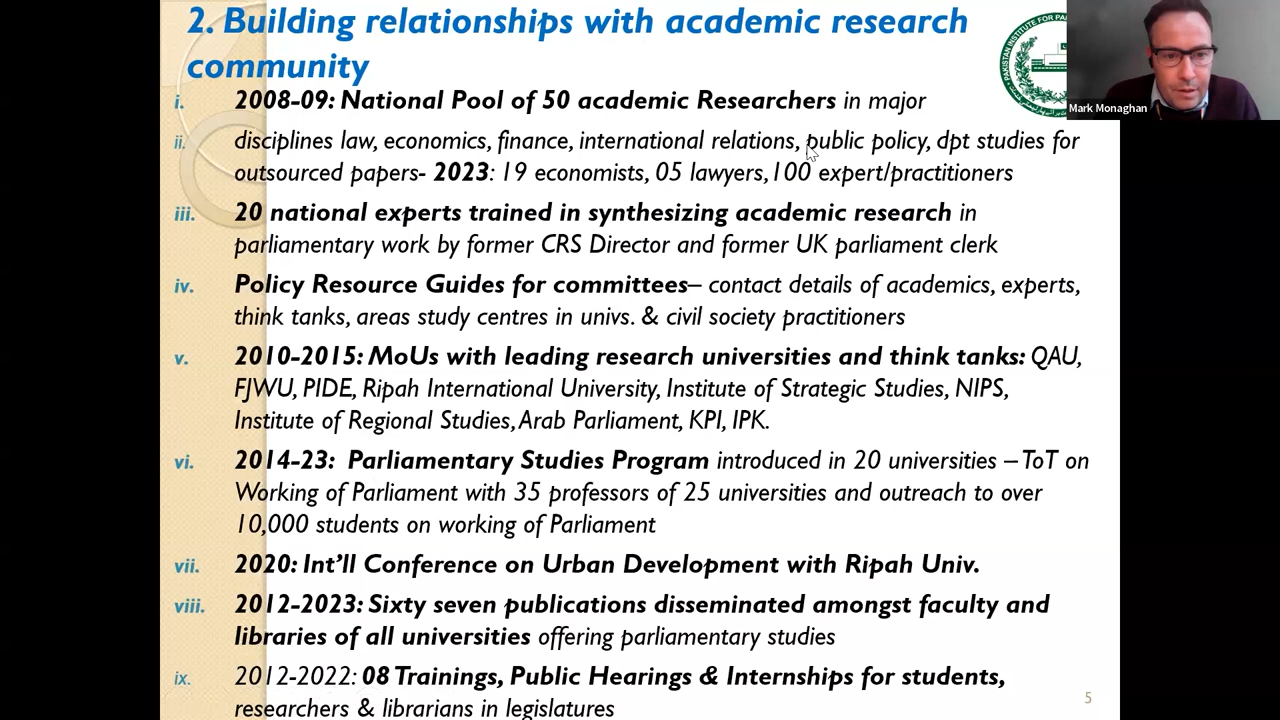 2. Building relationships with academic research
community
i. 2008-09: National Pool of 50 academic Researchers in major
ii. disciplines law, economics, finance, international relations, public policy, dpt studies for
outsourced papers- 2023: 19 economists, 05 lawyers,100 expert/practitioners
iii. 20 national experts trained in synthesizing academic research in
parliamentary work by former CRS Director and former UK parliament clerk
iv. Policy Resource Guides for committees– contact details of academics, experts,
think tanks, areas study centres in univs. & civil society practitioners
v. 2010-2015: MoUs with leading research universities and think tanks: QAU,
FJWU, PIDE, Ripah International University, Institute of Strategic Studies, NIPS,
Institute of Regional Studies, Arab Parliament, KPI, IPK.
vi. 2014-23: Parliamentary Studies Program introduced in 20 universities – ToT on
Working of Parliament with 35 professors of 25 universities and outreach to over
10,000 students on working of Parliament
vii. 2020: Int’ll Conference on Urban Development with Ripah Univ.
viii. 2012-2023: Sixty seven publications disseminated amongst faculty and
libraries of all universities offering parliamentary studies
ix. 2012-2022: 08 Trainings, Public Hearings & Internships for students,
researchers & librarians in legislatures
5
PAKISTAN INSTITUTE FOR
Mark Monaghan